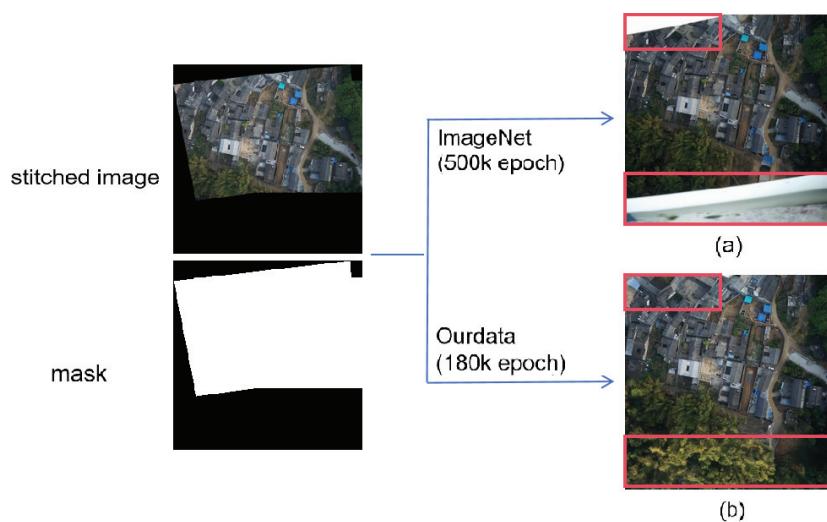 stitched image
mask
ImageNet
(500k epoch)
Ourdata
(180k epoch)
(a)
(b)